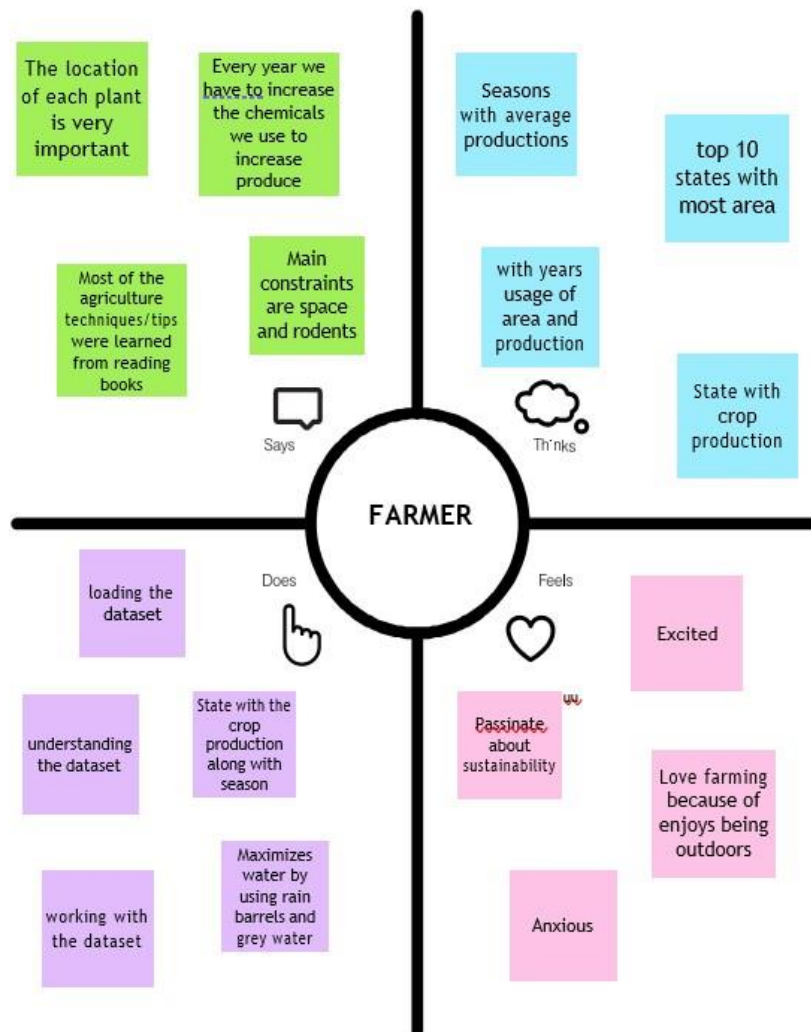 The location
of each plant
is very
important
Every year we
have to increase
the chemicals
we use to
increase
produce
Most of the
agriculture
techniques/tips
were learned
from reading
books
Main
constraints
are space
and rodents
Says
Seasons
with average
productions
top 10
states with
most area
with years
usage of
area and
production
State with
crop
production
Thinks
FARMER
Does
loading the
dataset
understanding
the dataset
State with the
crop
production
along with
season
working with
the dataset
Maximizes
water by
using rain
barrels and
grey water
Feels
Excited
Passinate
about
sustainability
Love farming
because of
enjoys being
outdoors
Anxious